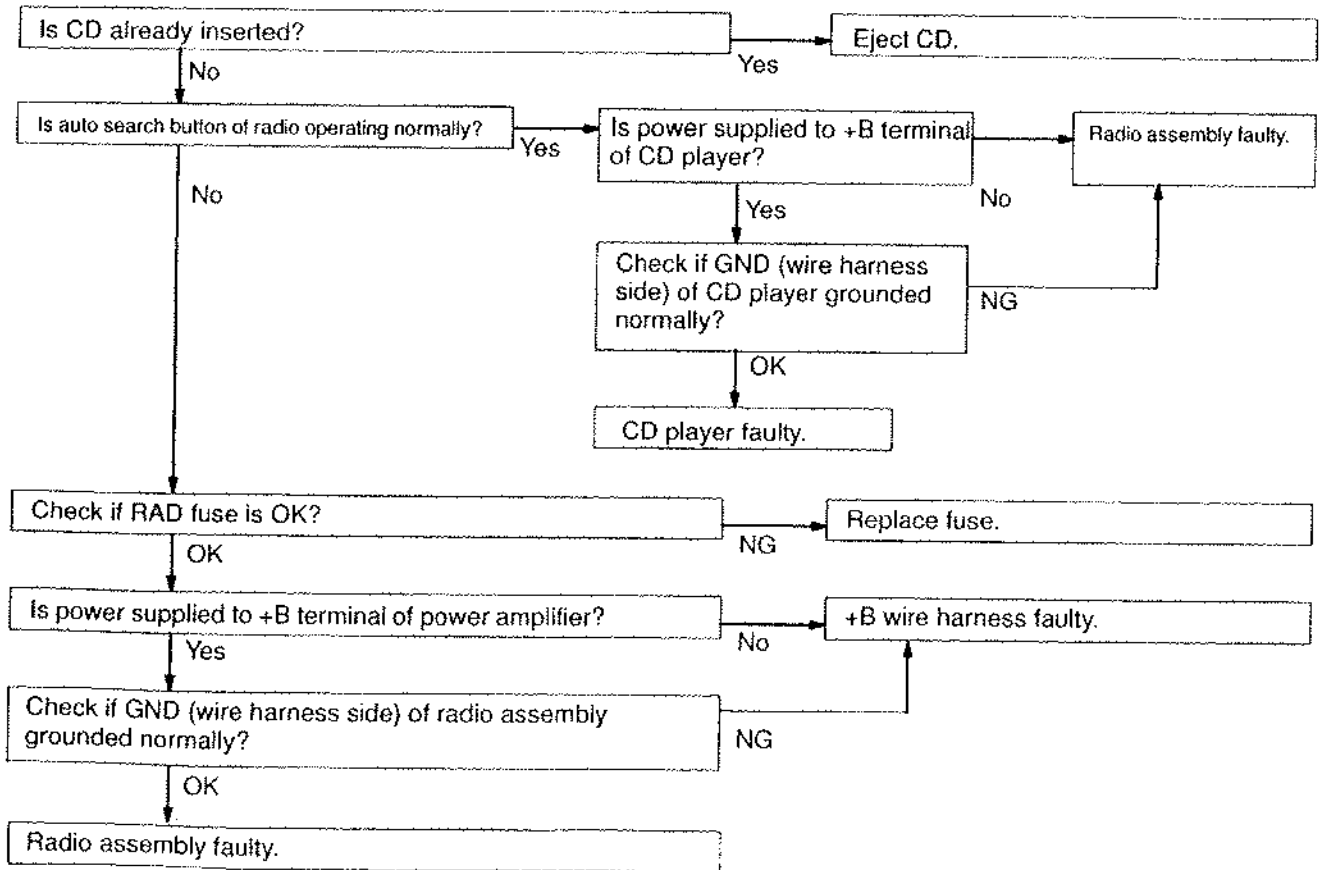 Is CD already inserted?
Eject CD.
Yes
No
Is auto search button of radio operating normally?
Yes
Is power supplied to +B terminal
of CD player?
No
Radio assembly faulty.
Yes
No
Check if GND (wire harness
side) of CD player grounded
normally?
NG
OK
CD player faulty.
Check if RAD fuse is OK?
NG
Replace fuse.
OK
Is power supplied to +B terminal of power amplifier?
No
+B wire harness faulty.
Yes
Check if GND (wire harness side) of radio assembly
grounded normally?
NG
OK
Radio assembly faulty.